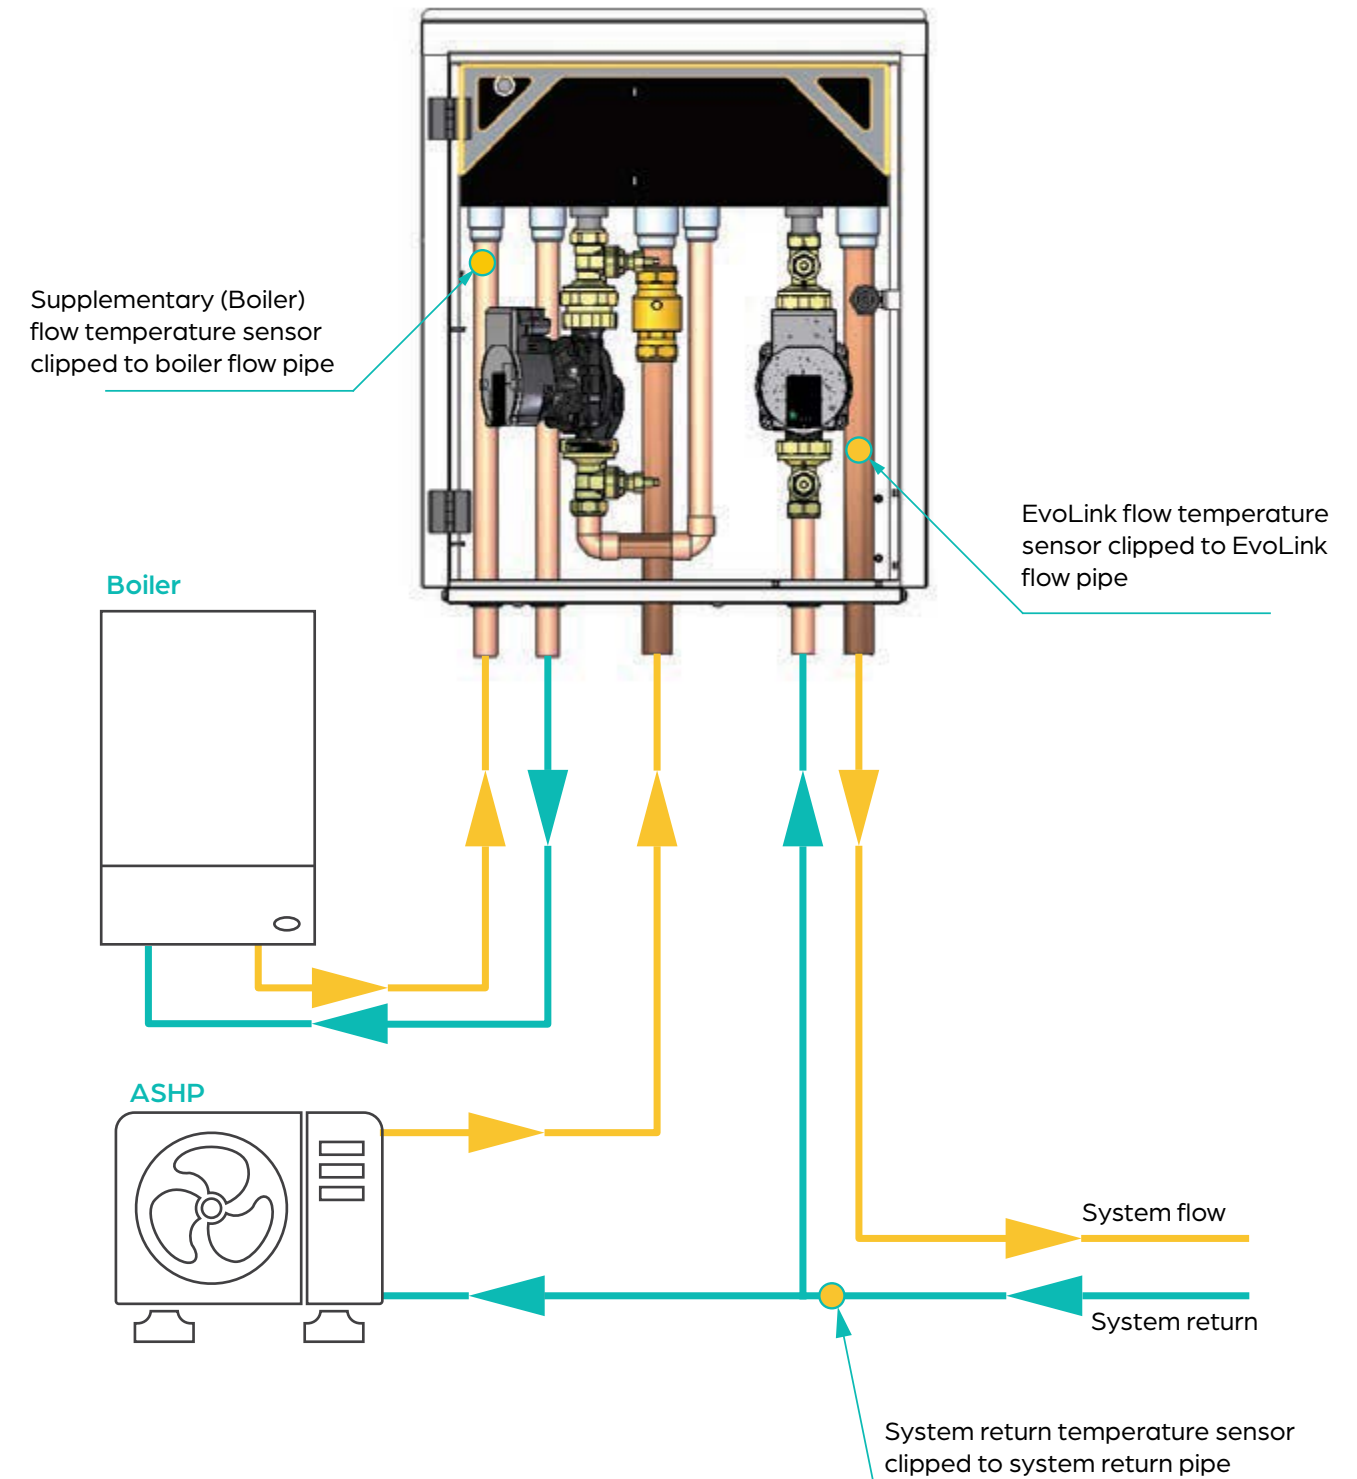 Supplementary (Boiler)
flow temperature sensor
clipped to boiler flow pipe
EvoLink flow temperature
sensor clipped to EvoLink
flow pipe
Boiler
ASHP
System flow
System return
System return temperature sensor
clipped to system return pipe